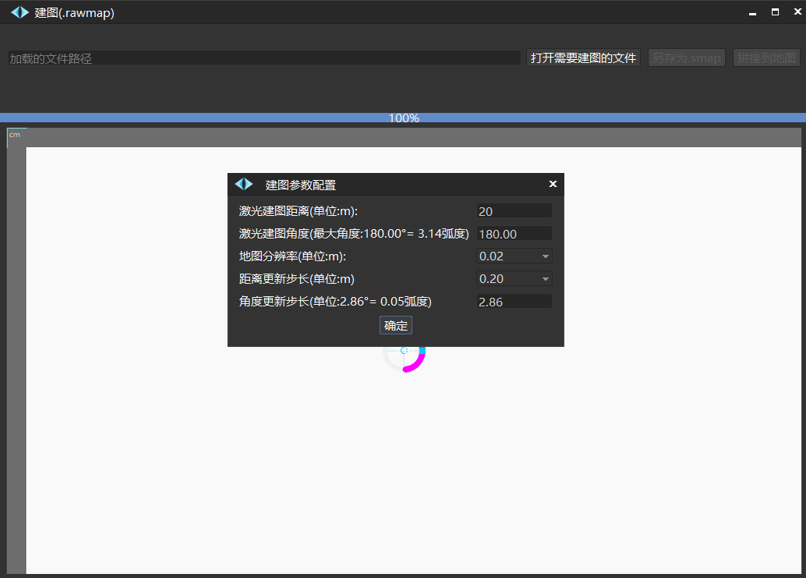 建图(.rawmap)
加载的文件路径 打开需要建图的文件 另存为.smap 拼接到地图
100%
cm
建图参数配置
激光建图距离(单位:m): 20
激光建图角度(最大角度:180.00°= 3.14弧度) 180.00
地图分辨率(单位:m): 0.02
距离更新步长(单位:m) 0.20
角度更新步长(单位:2.86°= 0.05弧度) 2.86
确定